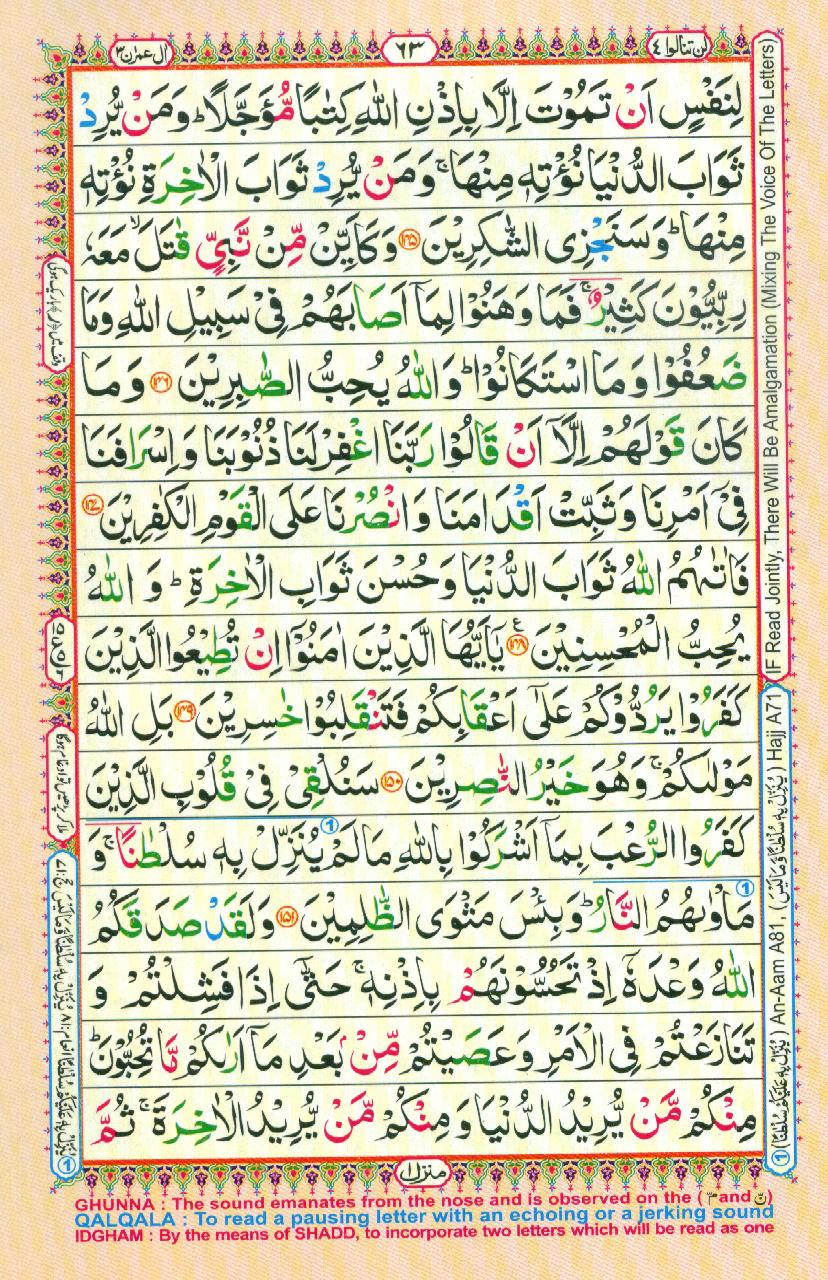 لن تنالوا ٤
٦٣
اٰل عمرٰن ٣
لِنَفْسٍ اَنْ تَمُوْتَ اِلَّا بِاِذْنِ اللّٰهِ كِتٰبًا مُّؤَجَّلًا ؕ وَمَنْ يُّرِدْ
ثَوَابَ الدُّنْيَا نُؤْتِهٖ مِنْهَا ۚ وَمَنْ يُّرِدْ ثَوَابَ الْاٰخِرَةِ نُؤْتِهٖ
مِنْهَا ؕ وَسَنَجْزِى الشّٰكِرِيْنَ ﴿۱۴۵﴾ وَكَاَيِّنْ مِّنْ نَّبِىٍّ قٰتَلَ ۙ مَعَهٗ
رِبِّيُّوْنَ كَثِيْرٌ ۚ فَمَا وَهَنُوْا لِمَاۤ اَصَابَهُمْ فِىْ سَبِيْلِ اللّٰهِ وَمَا
ضَعُفُوْا وَمَا اسْتَكَانُوْا ؕ وَاللّٰهُ يُحِبُّ الصّٰبِرِيْنَ ﴿۱۴۶﴾ وَمَا
كَانَ قَوْلَهُمْ اِلَّاۤ اَنْ قَالُوْا رَبَّنَا اغْفِرْ لَنَا ذُنُوْبَنَا وَاِسْرَافَنَا
فِىْۤ اَمْرِنَا وَثَبِّتْ اَقْدَامَنَا وَانْصُرْنَا عَلَى الْقَوْمِ الْكٰفِرِيْنَ ﴿۱۴۷﴾
فَاٰتٰٮهُمُ اللّٰهُ ثَوَابَ الدُّنْيَا وَحُسْنَ ثَوَابِ الْاٰخِرَةِ ؕ وَاللّٰهُ
يُحِبُّ الْمُحْسِنِيْنَ ﴿۱۴۸﴾ ع يٰۤاَيُّهَا الَّذِيْنَ اٰمَنُوْۤا اِنْ تُطِيْعُوا الَّذِيْنَ
كَفَرُوْا يَرُدُّوْكُمْ عَلٰٓى اَعْقَابِكُمْ فَتَنْقَلِبُوْا خٰسِرِيْنَ ﴿۱۴۹﴾ بَلِ اللّٰهُ
مَوْلٰٮكُمْ ۚ وَهُوَ خَيْرُ النّٰصِرِيْنَ ﴿۱۵۰﴾ سَنُلْقِىْ فِىْ قُلُوْبِ الَّذِيْنَ
كَفَرُوا الرُّعْبَ بِمَاۤ اَشْرَكُوْا بِاللّٰهِ مَا لَمْ يُنَزِّلْ بِهٖ سُلْطٰنًا ۚ وَ
مَاْوٰٮهُمُ النَّارُ ؕ وَبِئْسَ مَثْوَى الظّٰلِمِيْنَ ﴿۱۵۱﴾ وَلَقَدْ صَدَقَكُمُ
اللّٰهُ وَعْدَهٗۤ اِذْ تَحُسُّوْنَهُمْ بِاِذْنِهٖ ۚ حَتّٰۤى اِذَا فَشِلْتُمْ وَ
تَنَازَعْتُمْ فِى الْاَمْرِ وَعَصَيْتُمْ مِّنْۢ بَعْدِ مَاۤ اَرٰٮكُمْ مَّا تُحِبُّوْنَ ؕ
مِنْكُمْ مَّنْ يُّرِيْدُ الدُّنْيَا وَمِنْكُمْ مَّنْ يُّرِيْدُ الْاٰخِرَةَ ۚ ثُمَّ
منزل ١
IF Read Jointly, There Will Be Amalgamation (Mixing The Voice Of The Letters)
① (يُنَزِّلْ بِهٖ عَلَيْكُمْ سُلْطٰنًا) An-Aam A81, (يُنَزِّلْ بِهٖ سُلْطٰنًا وَّمَا لَيْسَ) Hajj A71
GHUNNA : The sound emanates from the nose and is observed on the (مّ and نّ)
QALQALA : To read a pausing letter with an echoing or a jerking sound
IDGHAM : By the means of SHADD, to incorporate two letters which will be read as one